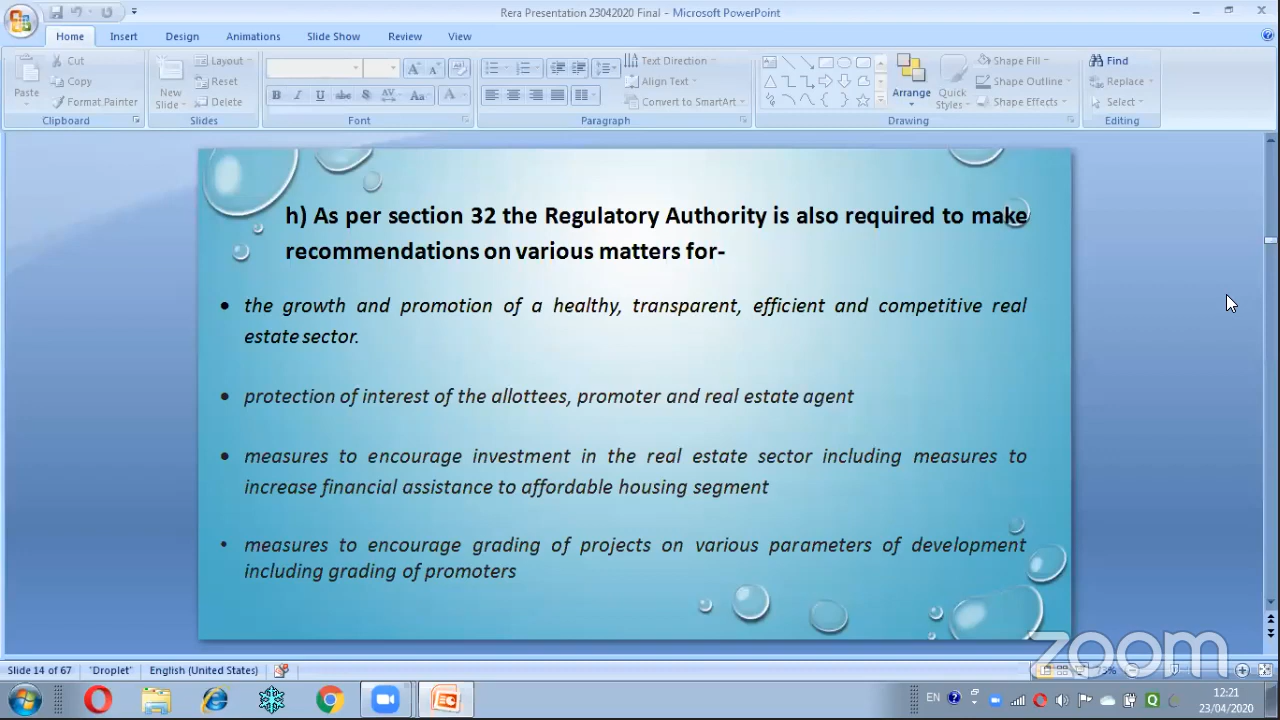 Rera Presentation 23042020 Final - Microsoft PowerPoint
Home Insert Design Animations Slide Show Review View
Cut Layout Text Direction Shape Fill Find
Paste Copy New Slide Reset Align Text Arrange Quick Styles Shape Outline Replace
Format Painter Delete B I U abc S AV Aa A Convert to SmartArt Shape Effects Select
Clipboard Slides Font Paragraph Drawing Editing
h) As per section 32 the Regulatory Authority is also required to make
recommendations on various matters for-
• the growth and promotion of a healthy, transparent, efficient and competitive real
estate sector.
• protection of interest of the allottees, promoter and real estate agent
• measures to encourage investment in the real estate sector including measures to
increase financial assistance to affordable housing segment
• measures to encourage grading of projects on various parameters of development
including grading of promoters
zoom
Slide 14 of 67 "Droplet" English (United States)
EN 12:21
23/04/2020